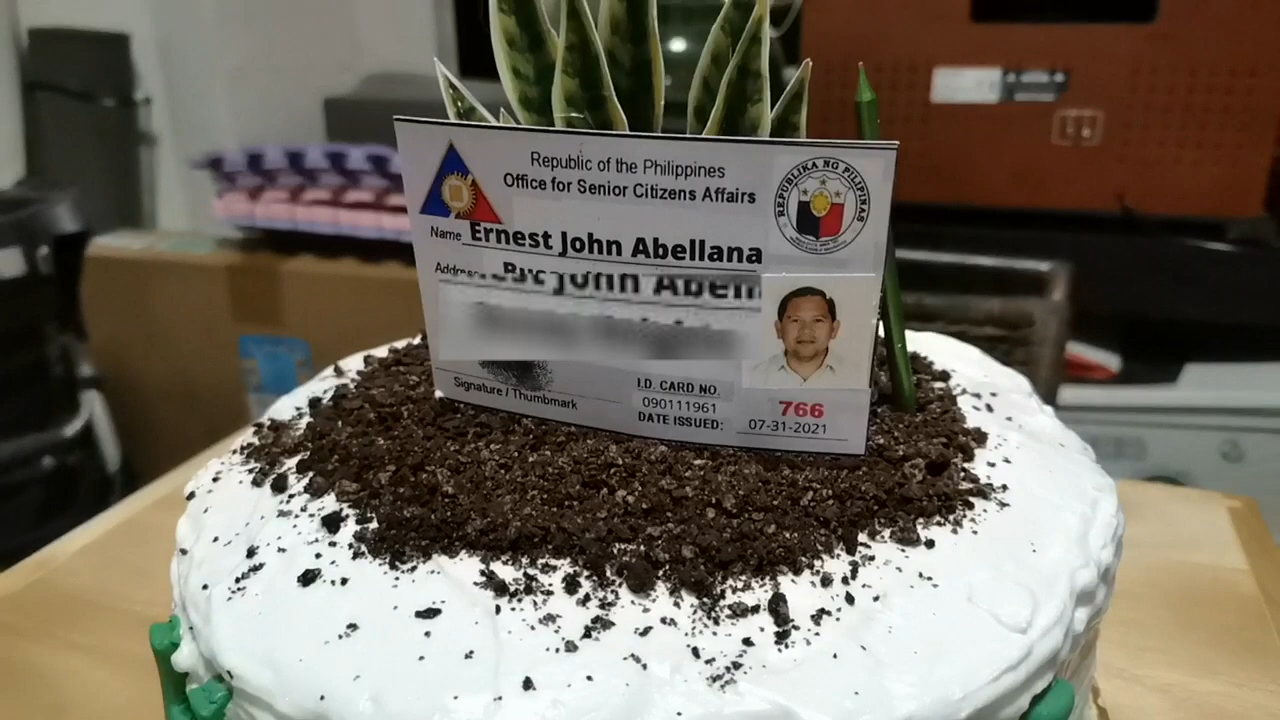 Republic of the Philippines
Office for Senior Citizens Affairs
REPUBLIKA NG PILIPINAS
Name Ernest John Abellana
Signature / Thumbmark
I.D. CARD NO.
090111961
DATE ISSUED:
766
07-31-2021